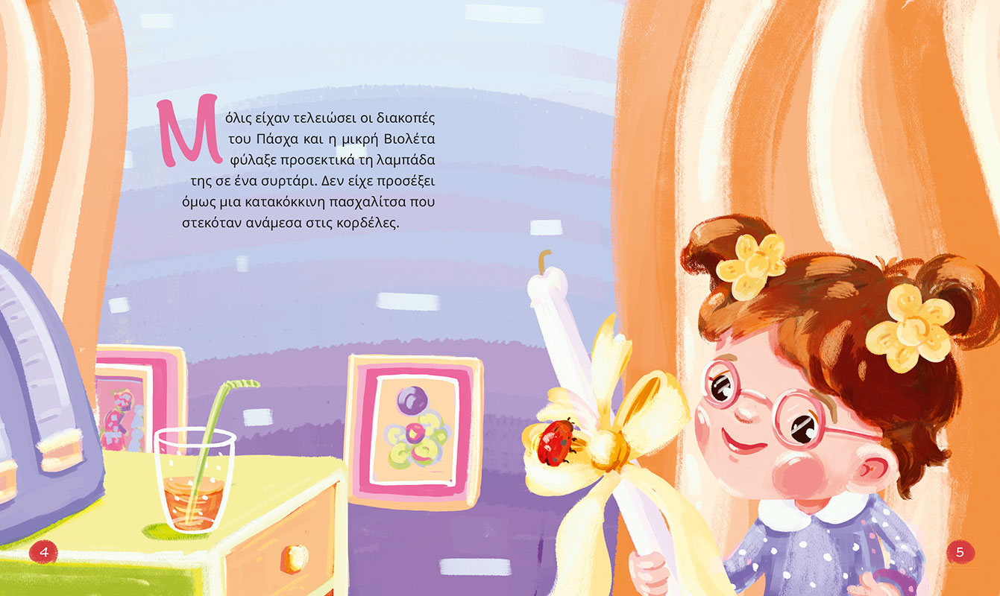 Μόλις είχαν τελειώσει οι διακοπές
του Πάσχα και η μικρή Βιολέτα
φύλαξε προσεκτικά τη λαμπάδα
της σε ένα συρτάρι. Δεν είχε προσέξει
όμως μια κατακόκκινη πασχαλίτσα που
στεκόταν ανάμεσα στις κορδέλες.
4
5